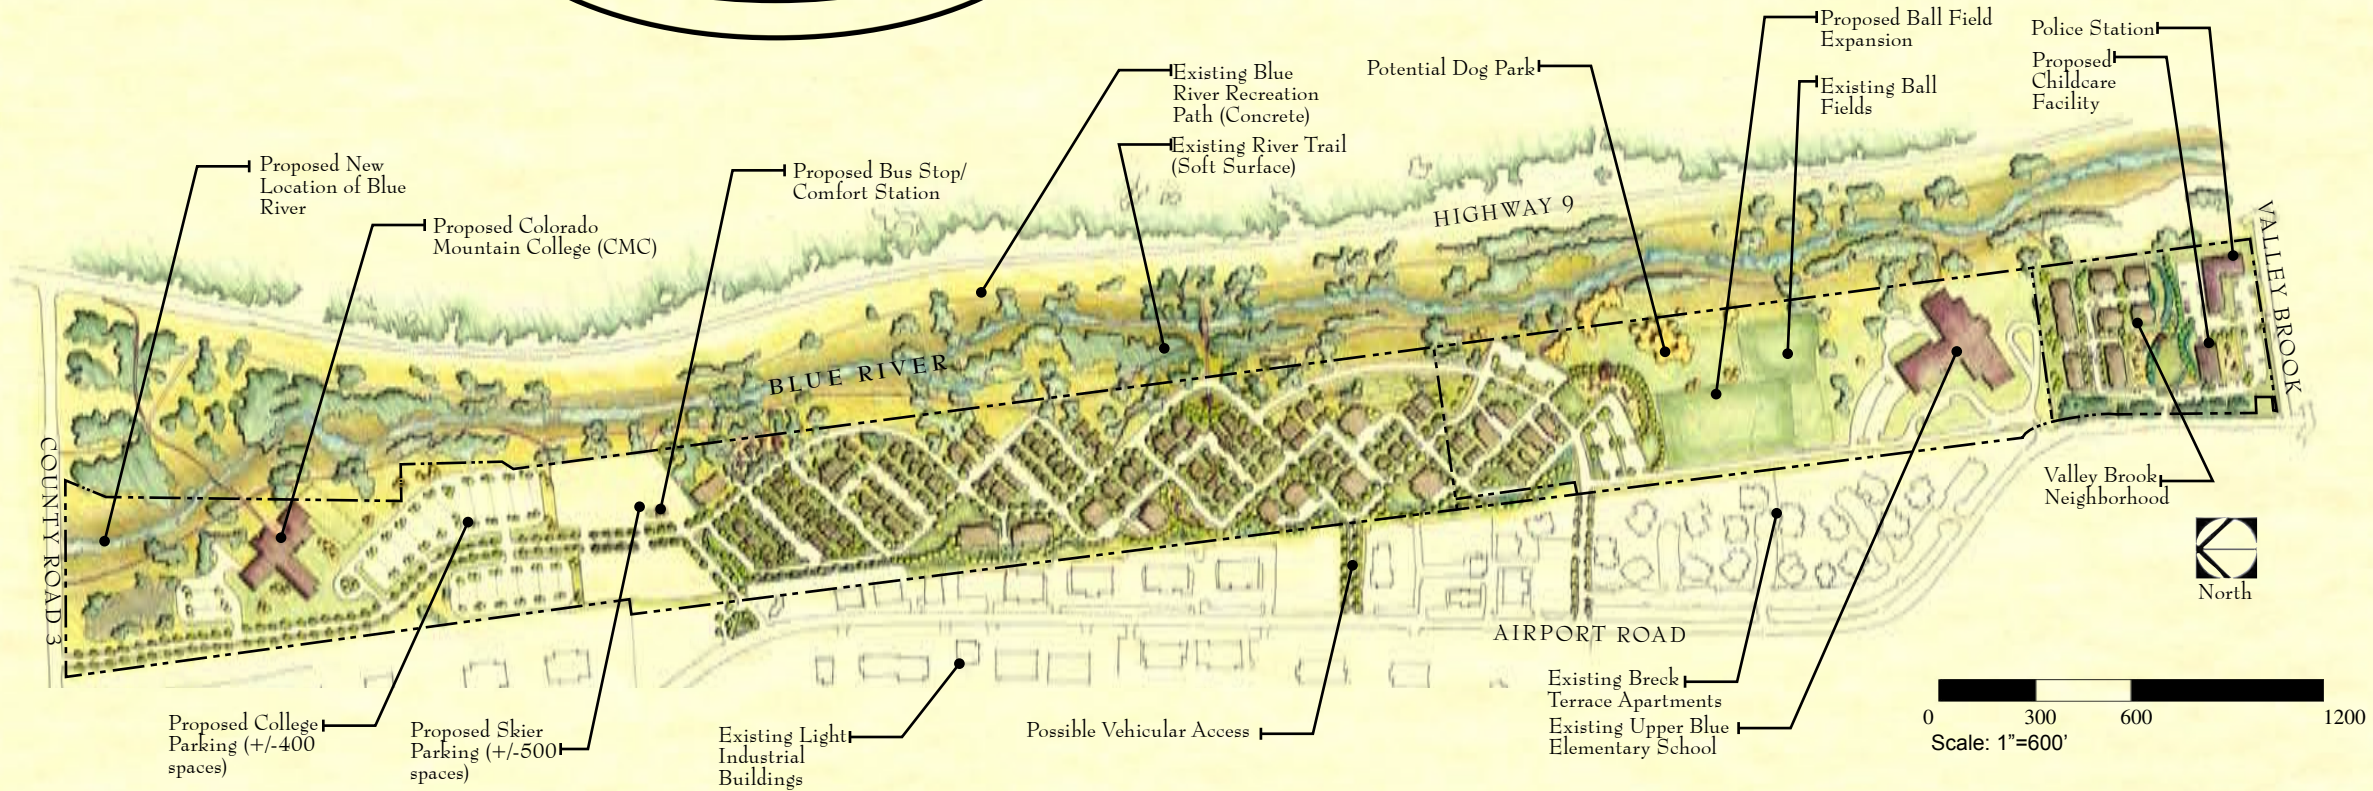 Proposed Ball Field
Expansion
Police Station
Proposed
Childcare
Facility
Existing Blue
River Recreation
Path (Concrete)
Potential Dog Park
Existing Ball
Fields
Existing River Trail
(Soft Surface)
Proposed New
Location of Blue
River
Proposed Bus Stop/
Comfort Station
Proposed Colorado
Mountain College (CMC)
HIGHWAY 9
VALLEY BROOK
BLUE RIVER
COUNTY ROAD 3
Valley Brook
Neighborhood
North
AIRPORT ROAD
Existing Breck
Terrace Apartments
Existing Upper Blue
Elementary School
Proposed College
Parking (+/-400
spaces)
Proposed Skier
Parking (+/-500
spaces)
Existing Light
Industrial
Buildings
Possible Vehicular Access
0 300 600 1200
Scale: 1”=600’